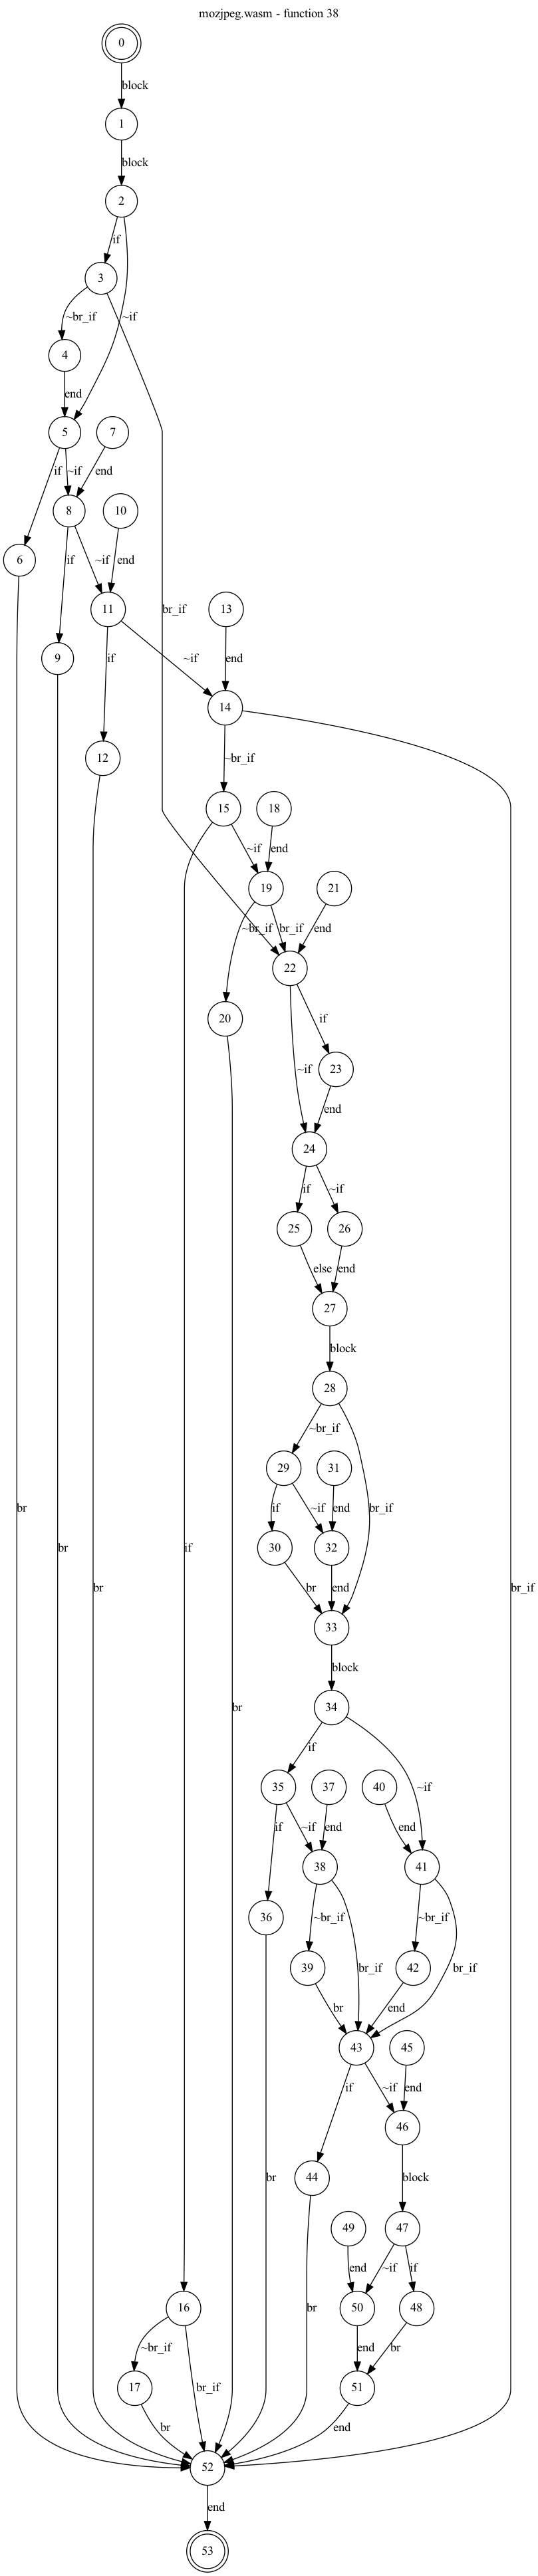 mozjpeg.wasm - function 38
0
block
1
block
2
if
3
~br_if
~if
4
end
5
7
if
~if
end
8
10
6
if
~if
end
11
13
br_if
9
if
~if
end
14
12
~br_if
15
18
~if
end
19
21
~br_if
br_if
end
22
20
if
~if
23
end
24
if
~if
25
26
else
end
27
block
28
~br_if
29
31
br
if
~if
end
br_if
30
32
br
if
br
end
br
br_if
33
block
34
br
if
35
37
40
~if
if
~if
end
end
38
41
36
~br_if
~br_if
39
br_if
42
br_if
br
end
43
45
if
~if
end
46
br
block
44
49
47
end
~if
if
16
br
50
48
~br_if
end
br
17
br_if
51
br
end
52
end
53